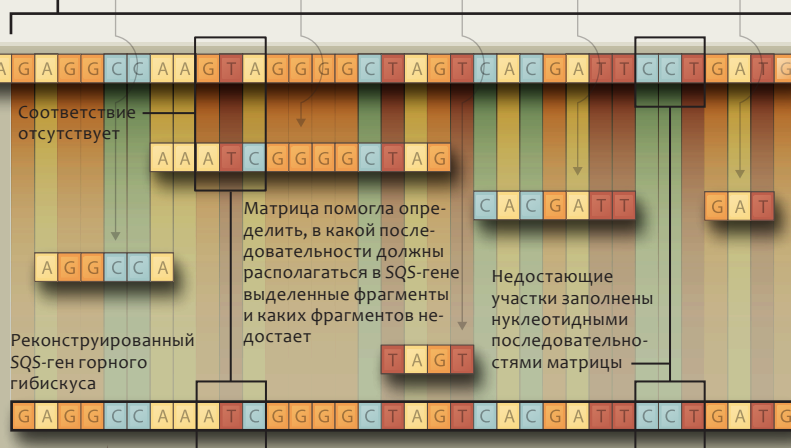 A G A G G C C A A G T A G G G G C T A G T C A C G A T T C C T G A T G
Соответствие
отсутствует
A A A T C G G G G C T A G
C A C G A T T
G A T
Матрица помогла опре-
делить, в какой после-
довательности должны
располагаться в SQS-гене
выделенные фрагменты
и каких фрагментов не-
достает
A G G C C A
Недостающие
участки заполнены
нуклеотидными
последовательно-
стями матрицы
T A G T
Реконструированный
SQS-ген горного
гибискуса
G A G G C C A A A T C G G G G C T A G T C A C G A T T C C T G A T G